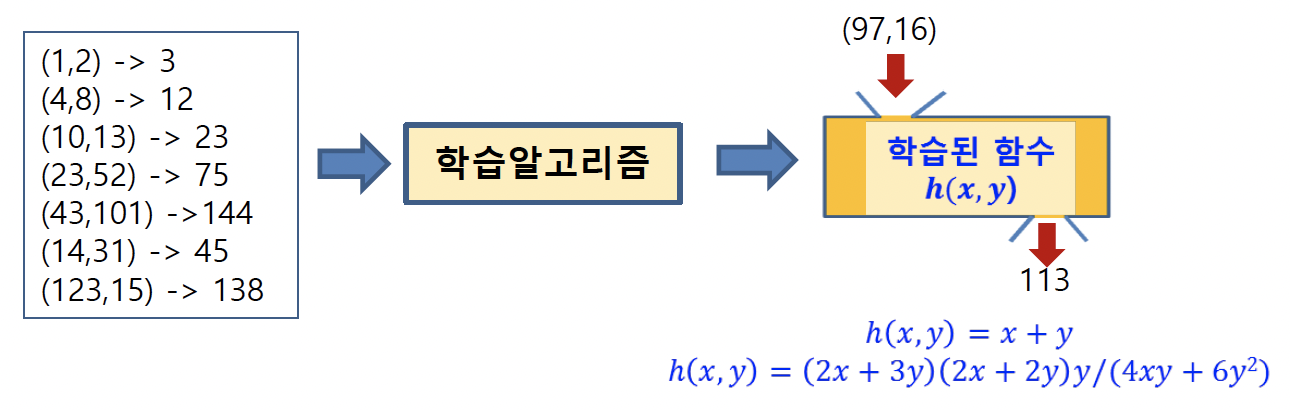 (1,2) -> 3
(4,8) -> 12
(10,13) -> 23
(23,52) -> 75
(43,101) ->144
(14,31) -> 45
(123,15) -> 138
학습알고리즘
(97,16)
학습된 함수
h(x, y)
113
h(x, y) = x + y
h(x, y) = (2x + 3y)(2x + 2y)y/(4xy + 6y²)